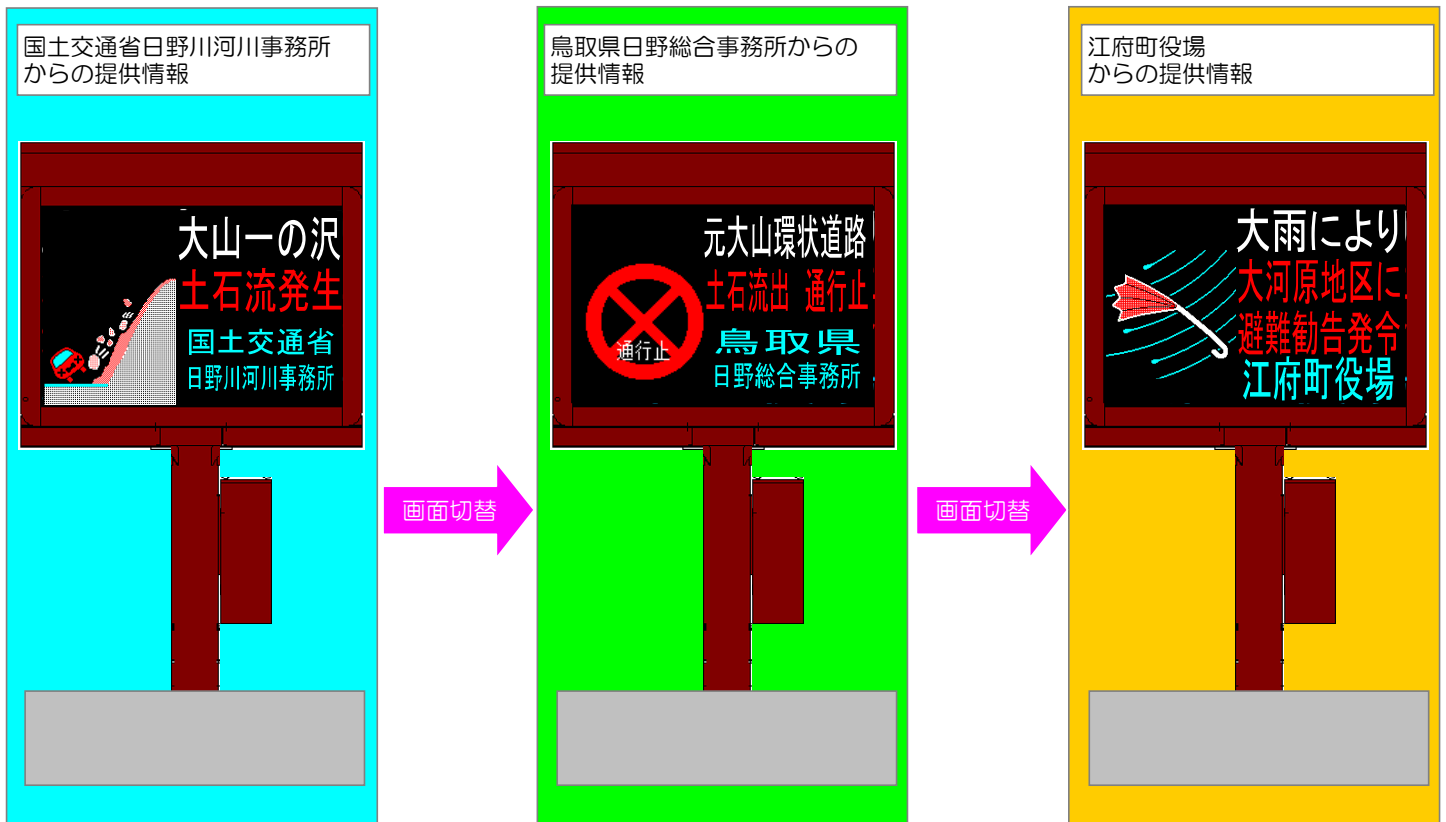 国土交通省日野川河川事務所
からの提供情報
大山一の沢
土石流発生
国土交通省
日野川河川事務所
画面切替
鳥取県日野総合事務所からの
提供情報
元大山環状道路
土石流出 通行止
通行止
鳥取県
日野総合事務所
画面切替
江府町役場
からの提供情報
大雨により
大河原地区に
避難勧告発令
江府町役場